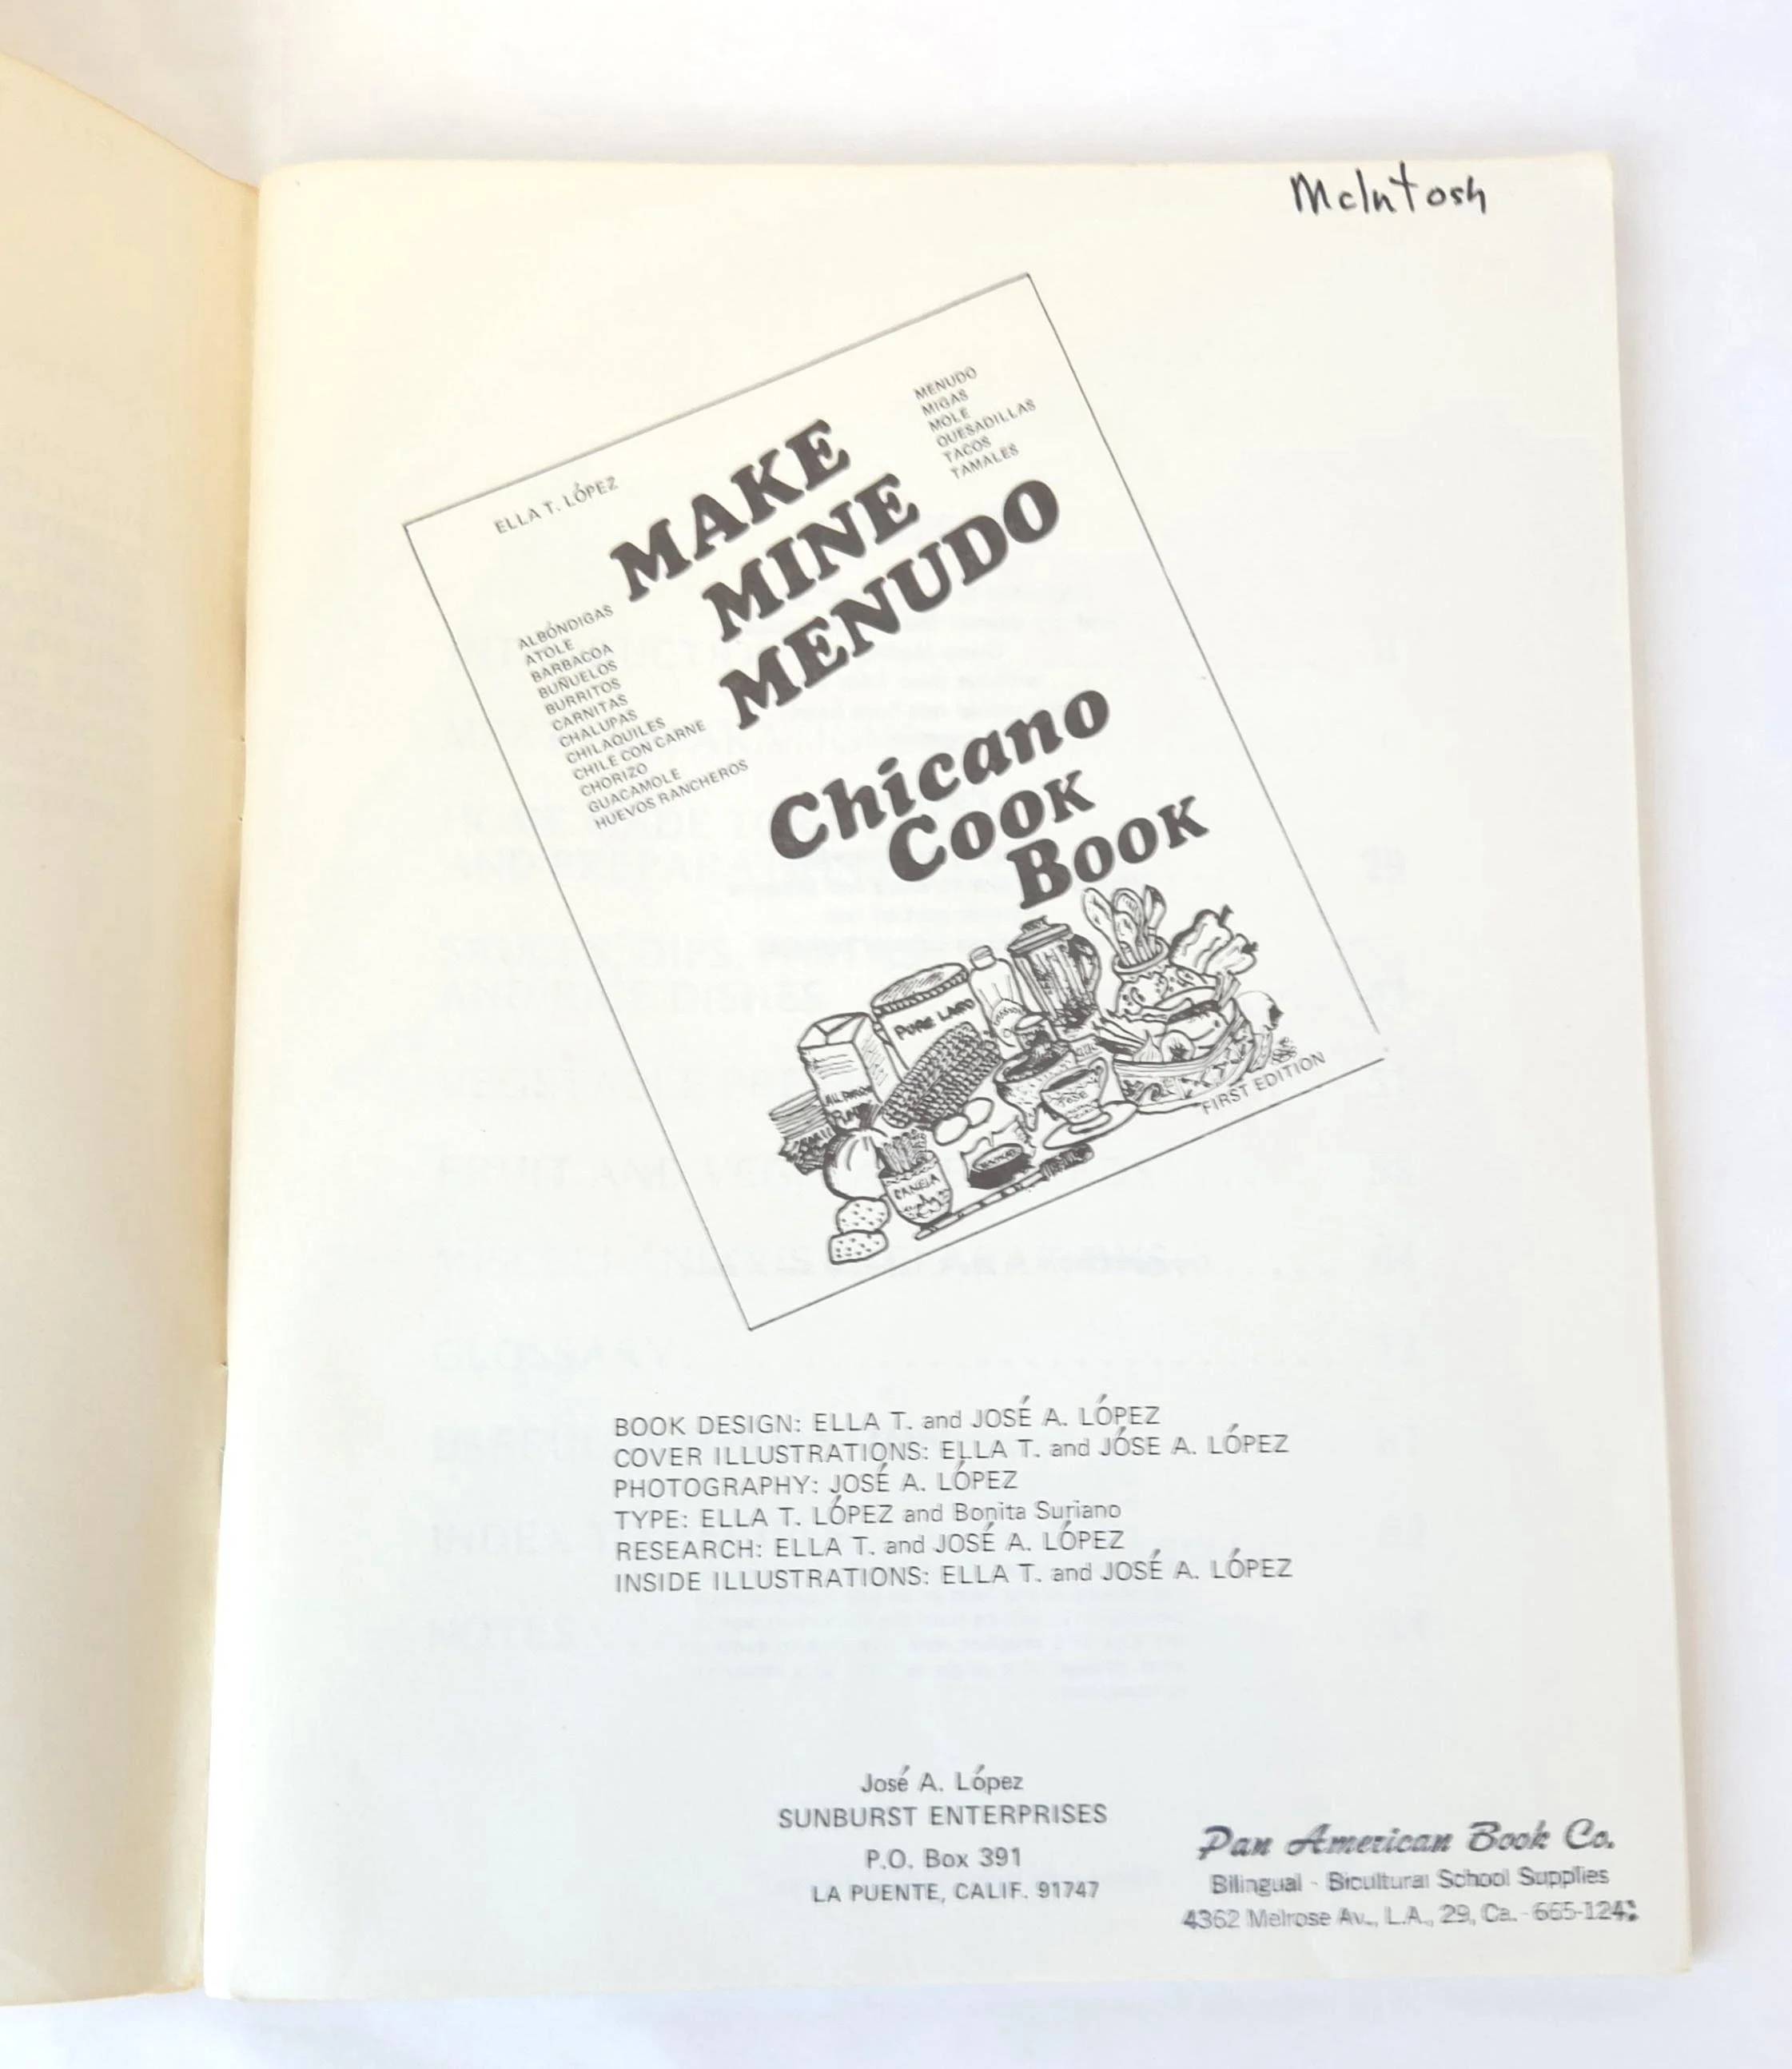 McIntosh
ELLA T. LÓPEZ
MAKE
MINE
MENUDO
MENUDO
MIGAS
MOLE
QUESADILLAS
TACOS
TAMALES
ALBÓNDIGAS
ATOLE
BARBACOA
BUÑUELOS
BURRITOS
CARNITAS
CHALUPAS
CHILAQUILES
CHILE CON CARNE
CHORIZO
GUACAMOLE
HUEVOS RANCHEROS
Chicano
COOK
BOOK
PURE LARD
CANELA
FIRST EDITION
BOOK DESIGN: ELLA T. and JOSÉ A. LÓPEZ
COVER ILLUSTRATIONS: ELLA T. and JÓSE A. LÓPEZ
PHOTOGRAPHY: JOSÉ A. LÓPEZ
TYPE: ELLA T. LÓPEZ and Bonita Suriano
RESEARCH: ELLA T. and JOSÉ A. LÓPEZ
INSIDE ILLUSTRATIONS: ELLA T. and JOSÉ A. LÓPEZ
José A. López
SUNBURST ENTERPRISES
P.O. Box 391
LA PUENTE, CALIF. 91747
Pan American Book Co.
Bilingual - Bicultural School Supplies
4362 Melrose Av., L.A., 29, Ca. -